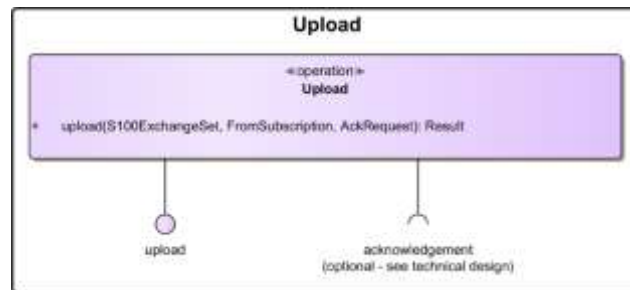 Upload
«operation»
Upload
+ upload(S100ExchangeSet, FromSubscription, AckRequest): Result
upload
acknowledgement
(optional - see technical design)